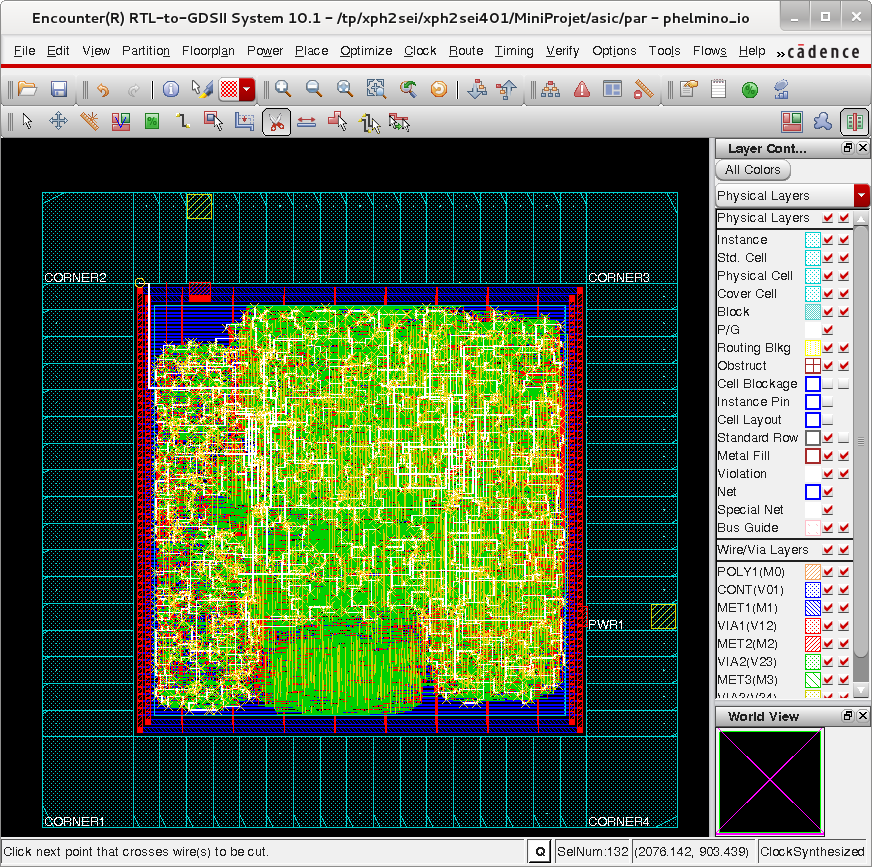 Encounter(R) RTL-to-GDSII System 10.1 - /tp/xph2sei/xph2sei401/MiniProjet/asic/par - phelmino_io
File Edit View Partition Floorplan Power Place Optimize Clock Route Timing Verify Options Tools Flows Help » cādence
Layer Cont...
All Colors
Physical Layers
Physical Layers
Instance
Std. Cell
Physical Cell
Cover Cell
Block
P/G
Routing Blkg
Obstruct
Cell Blockage
Instance Pin
Cell Layout
Standard Row
Metal Fill
Violation
Net
Special Net
Bus Guide
Wire/Via Layers
POLY1(M0)
CONT(V01)
MET1(M1)
VIA1(V12)
MET2(M2)
VIA2(V23)
MET3(M3)
VIA3(V34)
CORNER2
CORNER3
PWR1
CORNER1
CORNER4
World View
Click next point that crosses wire(s) to be cut.
Q
SelNum:132
(2076.142, 903.439)
ClockSynthesized